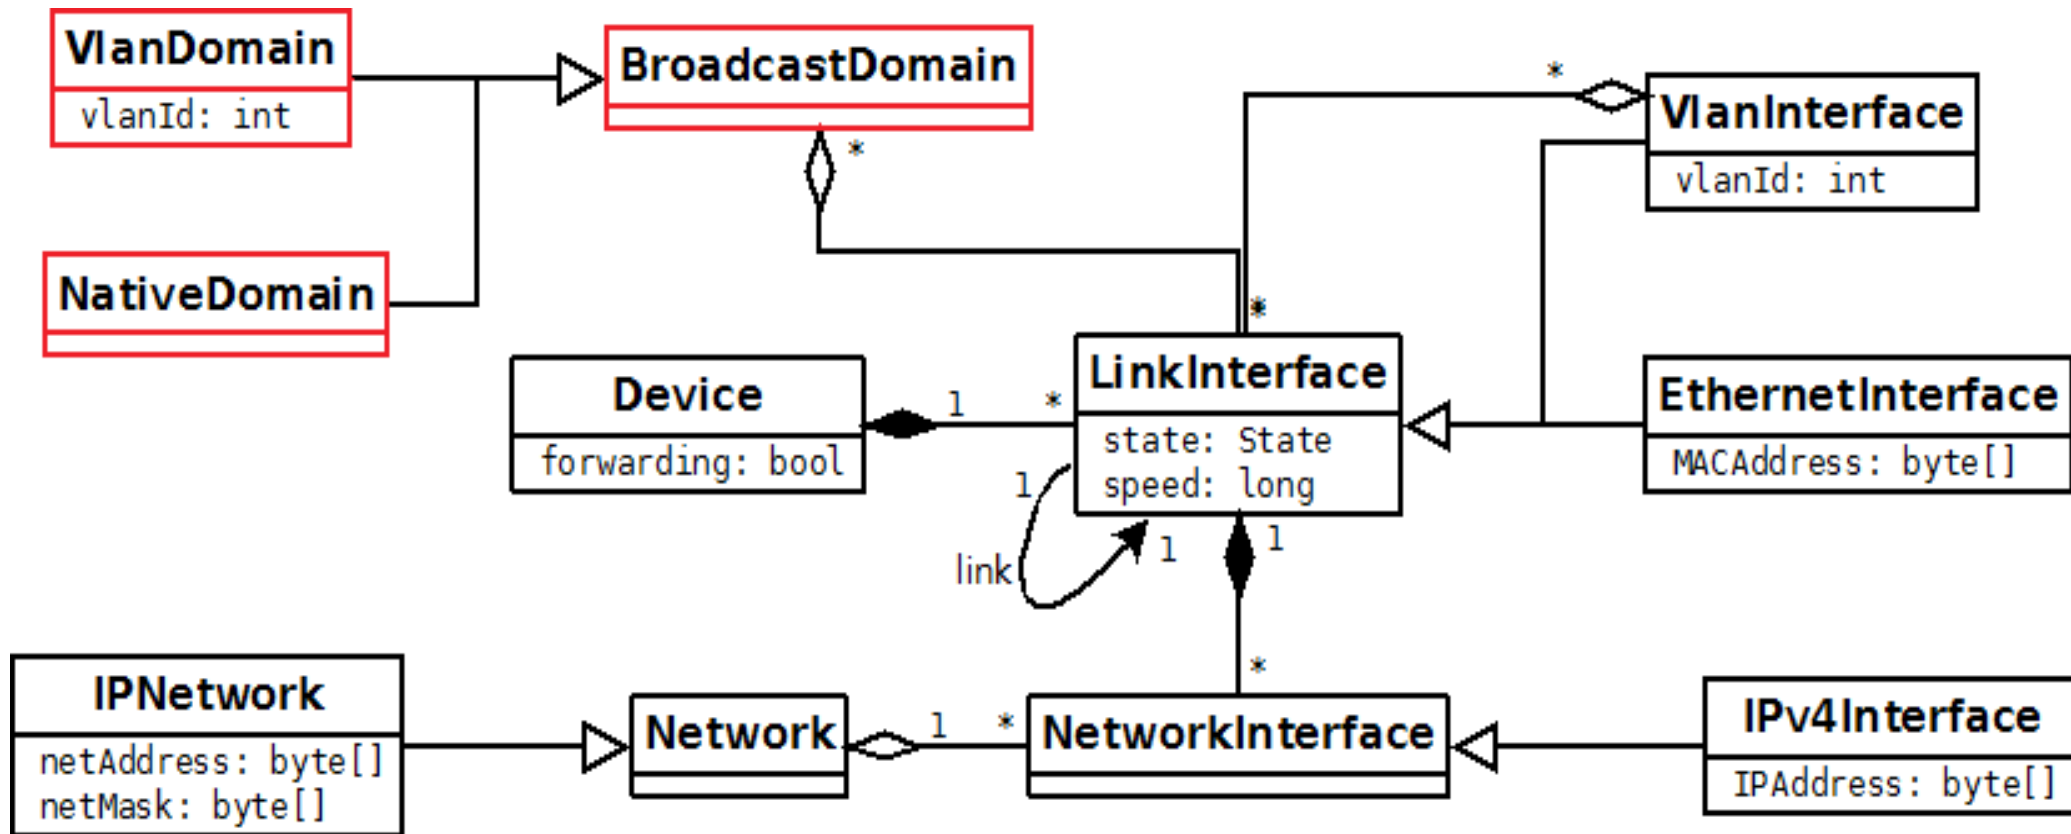 VlanDomain
vlanId: int
BroadcastDomain
*
*
VlanInterface
vlanId: int
NativeDomain
*
Device
forwarding: bool
1
*
LinkInterface
state: State
speed: long
EthernetInterface
MACAddress: byte[]
1
link
1
1
*
IPNetwork
netAddress: byte[]
netMask: byte[]
Network
1
*
NetworkInterface
IPv4Interface
IPAddress: byte[]